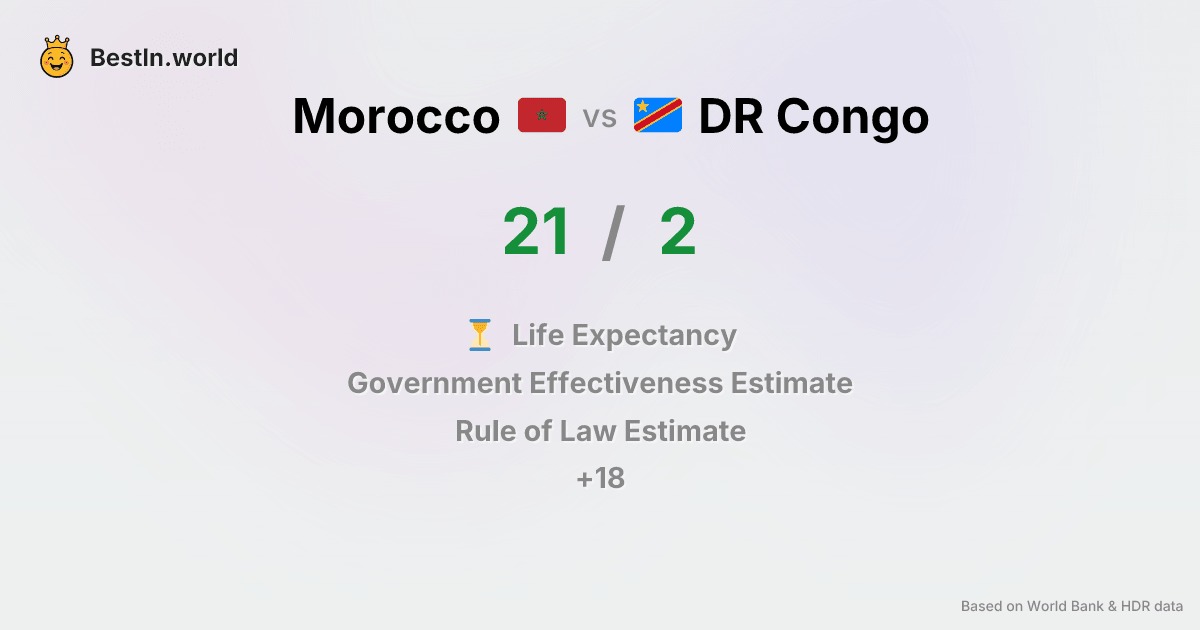 BestIn.world
Morocco vs DR Congo
21 / 2
Life Expectancy
Government Effectiveness Estimate
Rule of Law Estimate
+18
Based on World Bank & HDR data